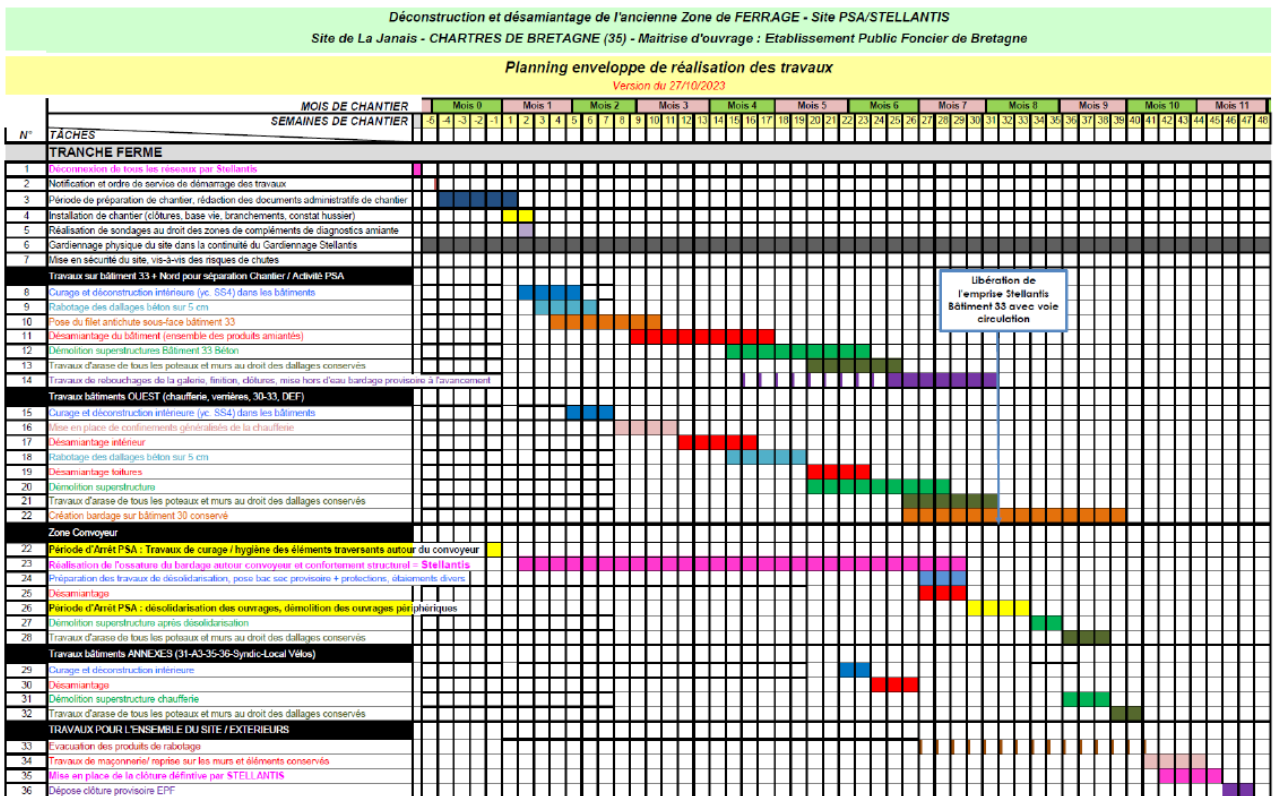 Déconstruction et désamiantage de l'ancienne Zone de FERRAGE - Site PSA/STELLANTIS
Site de La Janais - CHARTRES DE BRETAGNE (35) - Maitrise d'ouvrage : Etablissement Public Foncier de Bretagne
Planning enveloppe de réalisation des travaux
Version du 27/10/2023
MOIS DE CHANTIER Mois 0 Mois 1 Mois 2 Mois 3 Mois 4 Mois 5 Mois 6 Mois 7 Mois 8 Mois 9 Mois 10 Mois 11
SEMAINES DE CHANTIER -5 -4 -3 -2 -1 1 2 3 4 5 6 7 8 9 10 11 12 13 14 15 16 17 18 19 20 21 22 23 24 25 26 27 28 29 30 31 32 33 34 35 36 37 38 39 40 41 42 43 44 45 46 47 48
N° TÂCHES
TRANCHE FERME
1 Déconnexion de tous les réseaux par Stellantis
2 Notification et ordre de service de démarrage des travaux
3 Période de préparation de chantier, rédaction des documents administratifs de chantier
4 Installation de chantier (clôtures, base vie, branchements, constat hussier)
5 Réalisation de sondages au droit des zones de compléments de diagnostics amiante
6 Gardiennage physique du site dans la continuité du Gardiennage Stellantis
7 Mise en sécurité du site, vis-à-vis des risques de chutes
Travaux sur bâtiment 33 + Nord pour séparation Chantier / Activité PSA
Libération de
l'emprise Stellantis
Bâtiment 33 avec voie
circulation
8 Curage et déconstruction intérieure (yc. SS4) dans les bâtiments
9 Rabotage des dallages béton sur 5 cm
10 Pose du filet antichute sous-face bâtiment 33
11 Désamiantage du bâtiment (ensemble des produits amiantés)
12 Démolition superstructures Bâtiment 33 Béton
13 Travaux d'arase de tous les poteaux et murs au droit des dallages conservés
14 Travaux de rebouchages de la galerie, finition, clôtures, mise hors d'eau bardage provisoire à l'avancement
Travaux bâtiments OUEST (chaufferie, verrières, 30-33, DEF)
15 Curage et déconstruction intérieure (yc. SS4) dans les bâtiments
16 Mise en place de confinements généralisés de la chaufferie
17 Désamiantage intérieur
18 Rabotage des dallages béton sur 5 cm
19 Désamiantage toitures
20 Démolition superstructure
21 Travaux d'arase de tous les poteaux et murs au droit des dallages conservés
22 Création bardage sur bâtiment 30 conservé
Zone Convoyeur
22 Période d'Arrêt PSA : Travaux de curage / hygiène des éléments traversants autour du convoyeur
23 Réalisation de l'ossature du bardage autour convoyeur et confortement structurel = Stellantis
24 Préparation des travaux de désolidarisation, pose bac sec provisoire + protections, étaiements divers
25 Désamiantage
26 Période d'Arrêt PSA : désolidarisation des ouvrages, démolition des ouvrages périphériques
27 Démolition superstructure après désolidarisation
28 Travaux d'arase de tous les poteaux et murs au droit des dallages conservés
Travaux bâtiments ANNEXES (31-A3-35-36-Syndic-Local Vélos)
29 Curage et déconstruction intérieure
30 Désamiantage
31 Démolition superstructure chaufferie
32 Travaux d'arase de tous les poteaux et murs au droit des dallages conservés
TRAVAUX POUR L'ENSEMBLE DU SITE / EXTERIEURS
33 Evacuation des produits de rabotage
34 Travaux de maçonnerie/ reprise sur les murs et éléments conservés
35 Mise en place de la clôture défintive par STELLANTIS
36 Dépose clôture provisoire EPF